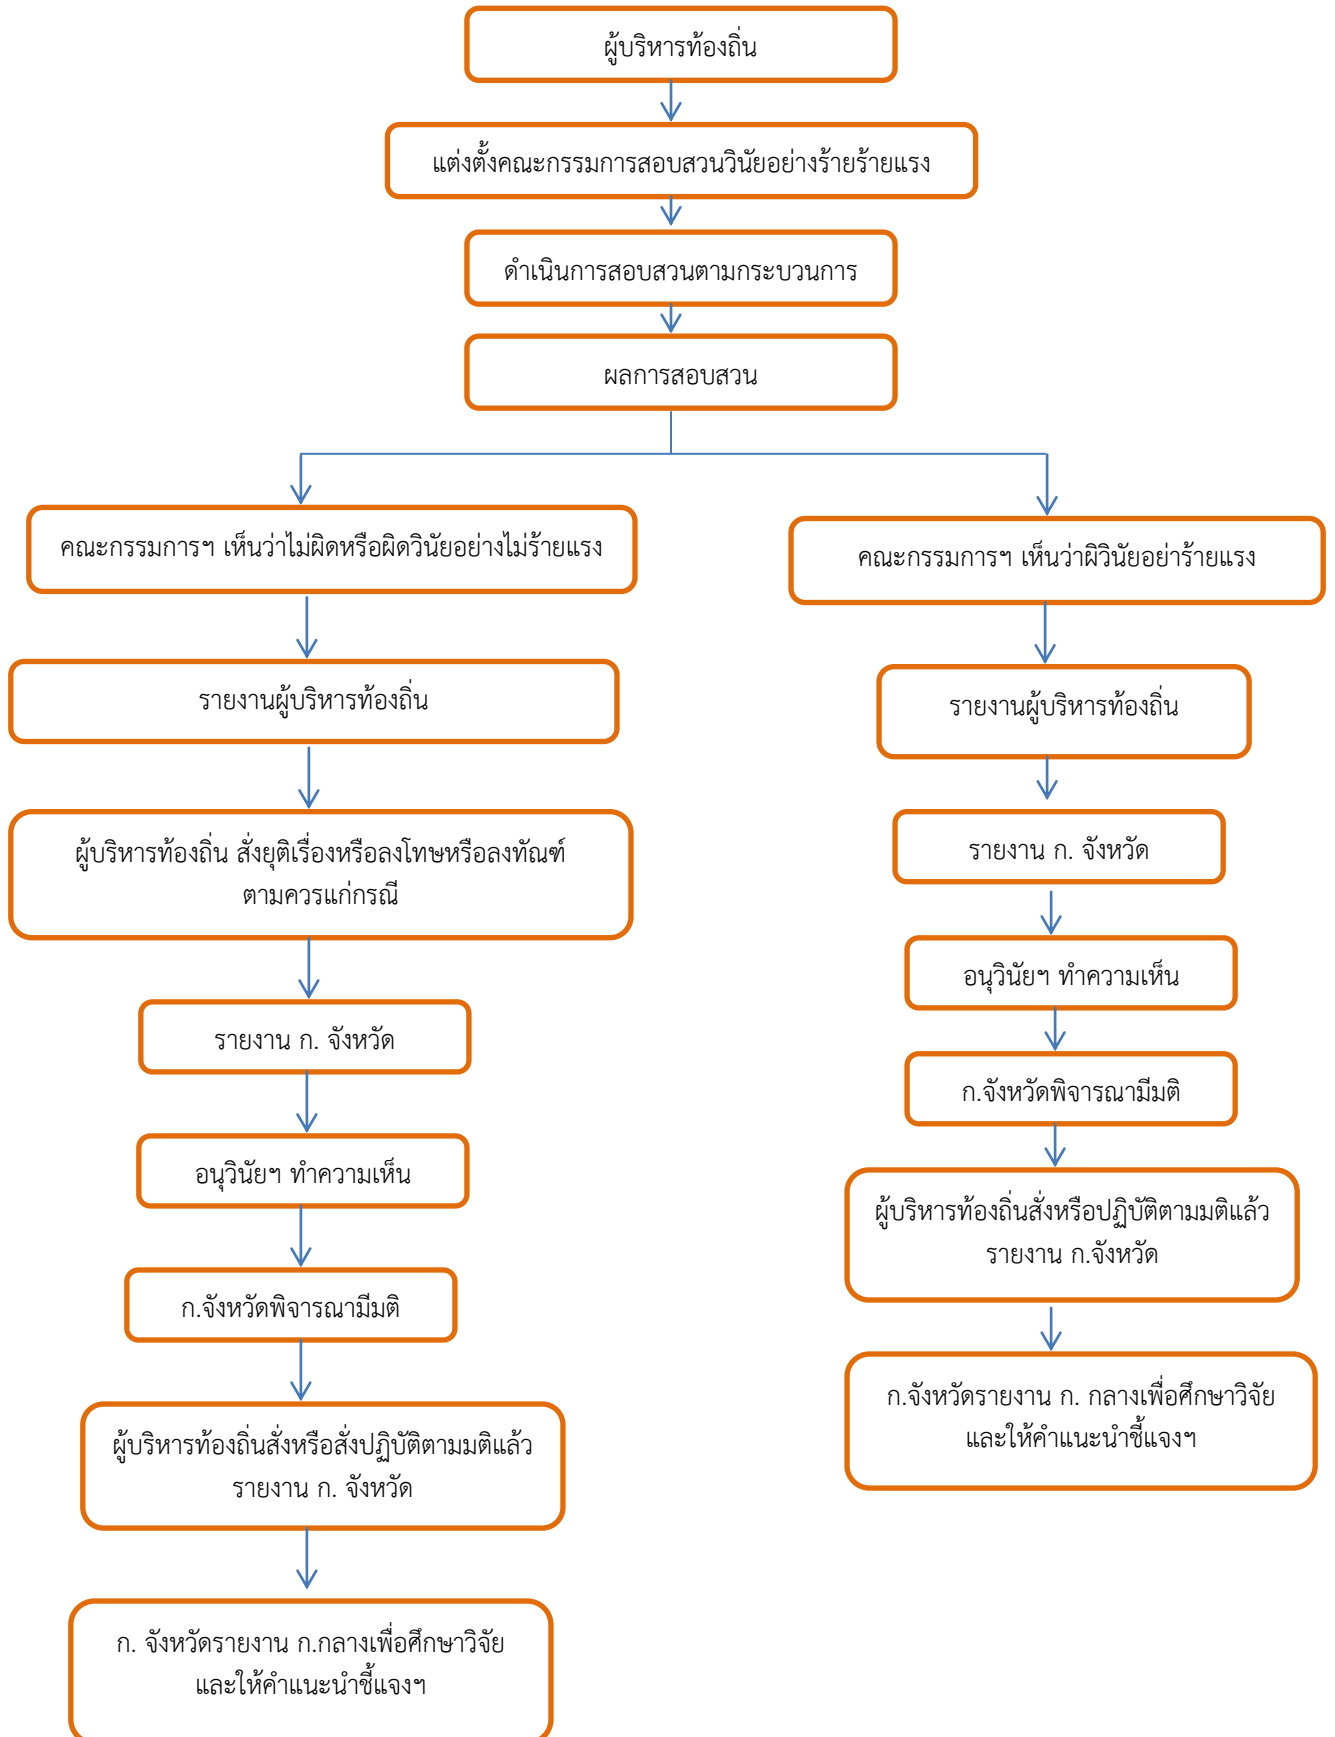 ผู้บริหารท้องถิ่น
แต่งตั้งคณะกรรมการสอบสวนวินัยอย่างร้ายร้ายแรง
ดำเนินการสอบสวนตามกระบวนการ
ผลการสอบสวน
คณะกรรมการฯ เห็นว่าไม่ผิดหรือผิดวินัยอย่างไม่ร้ายแรง
รายงานผู้บริหารท้องถิ่น
ผู้บริหารท้องถิ่น สั่งยุติเรื่องหรือลงโทษหรือลงทัณฑ์
ตามควรแก่กรณี
รายงาน ก. จังหวัด
อนุวินัยฯ ทำความเห็น
ก.จังหวัดพิจารณามีมติ
ผู้บริหารท้องถิ่นสั่งหรือสั่งปฏิบัติตามมติแล้ว
รายงาน ก. จังหวัด
ก. จังหวัดรายงาน ก.กลางเพื่อศึกษาวิจัย
และให้คำแนะนำชี้แจงฯ
คณะกรรมการฯ เห็นว่าผิวินัยอย่าร้ายแรง
รายงานผู้บริหารท้องถิ่น
รายงาน ก. จังหวัด
อนุวินัยฯ ทำความเห็น
ก.จังหวัดพิจารณามีมติ
ผู้บริหารท้องถิ่นสั่งหรือปฏิบัติตามมติแล้ว
รายงาน ก.จังหวัด
ก.จังหวัดรายงาน ก. กลางเพื่อศึกษาวิจัย
และให้คำแนะนำชี้แจงฯ